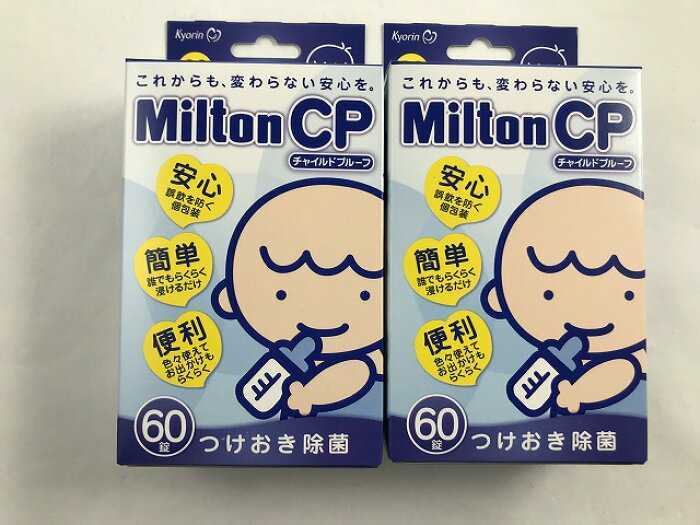 Kyorin
これからも、変わらない安心を。
Milton CP
チャイルドプルーフ
安心
誤飲を防ぐ
個包装
簡単
誰でもらくらく
浸けるだけ
便利
色々使えて
お出かけも
らくらく
60錠
つけおき除菌
Kyorin
これからも、変わらない安心を。
Milton CP
チャイルドプルーフ
安心
誤飲を防ぐ
個包装
簡単
誰でもらくらく
浸けるだけ
便利
色々使えて
お出かけも
らくらく
60錠
つけおき除菌